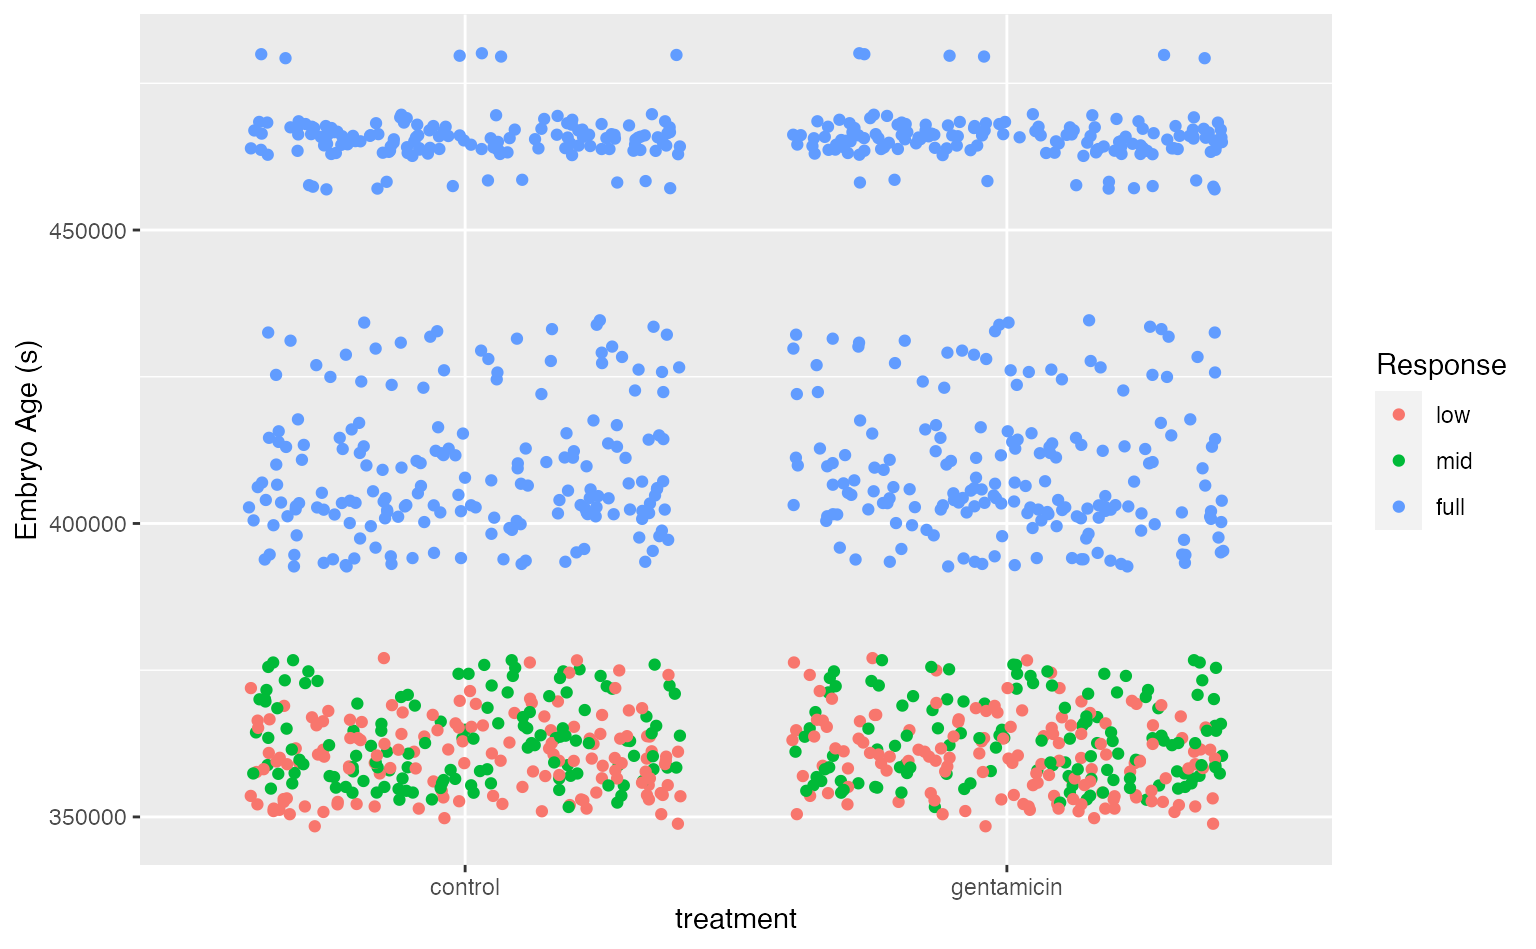 Embryo Age (s)
450000
400000
350000
control
gentamicin
treatment
Response
low
mid
full